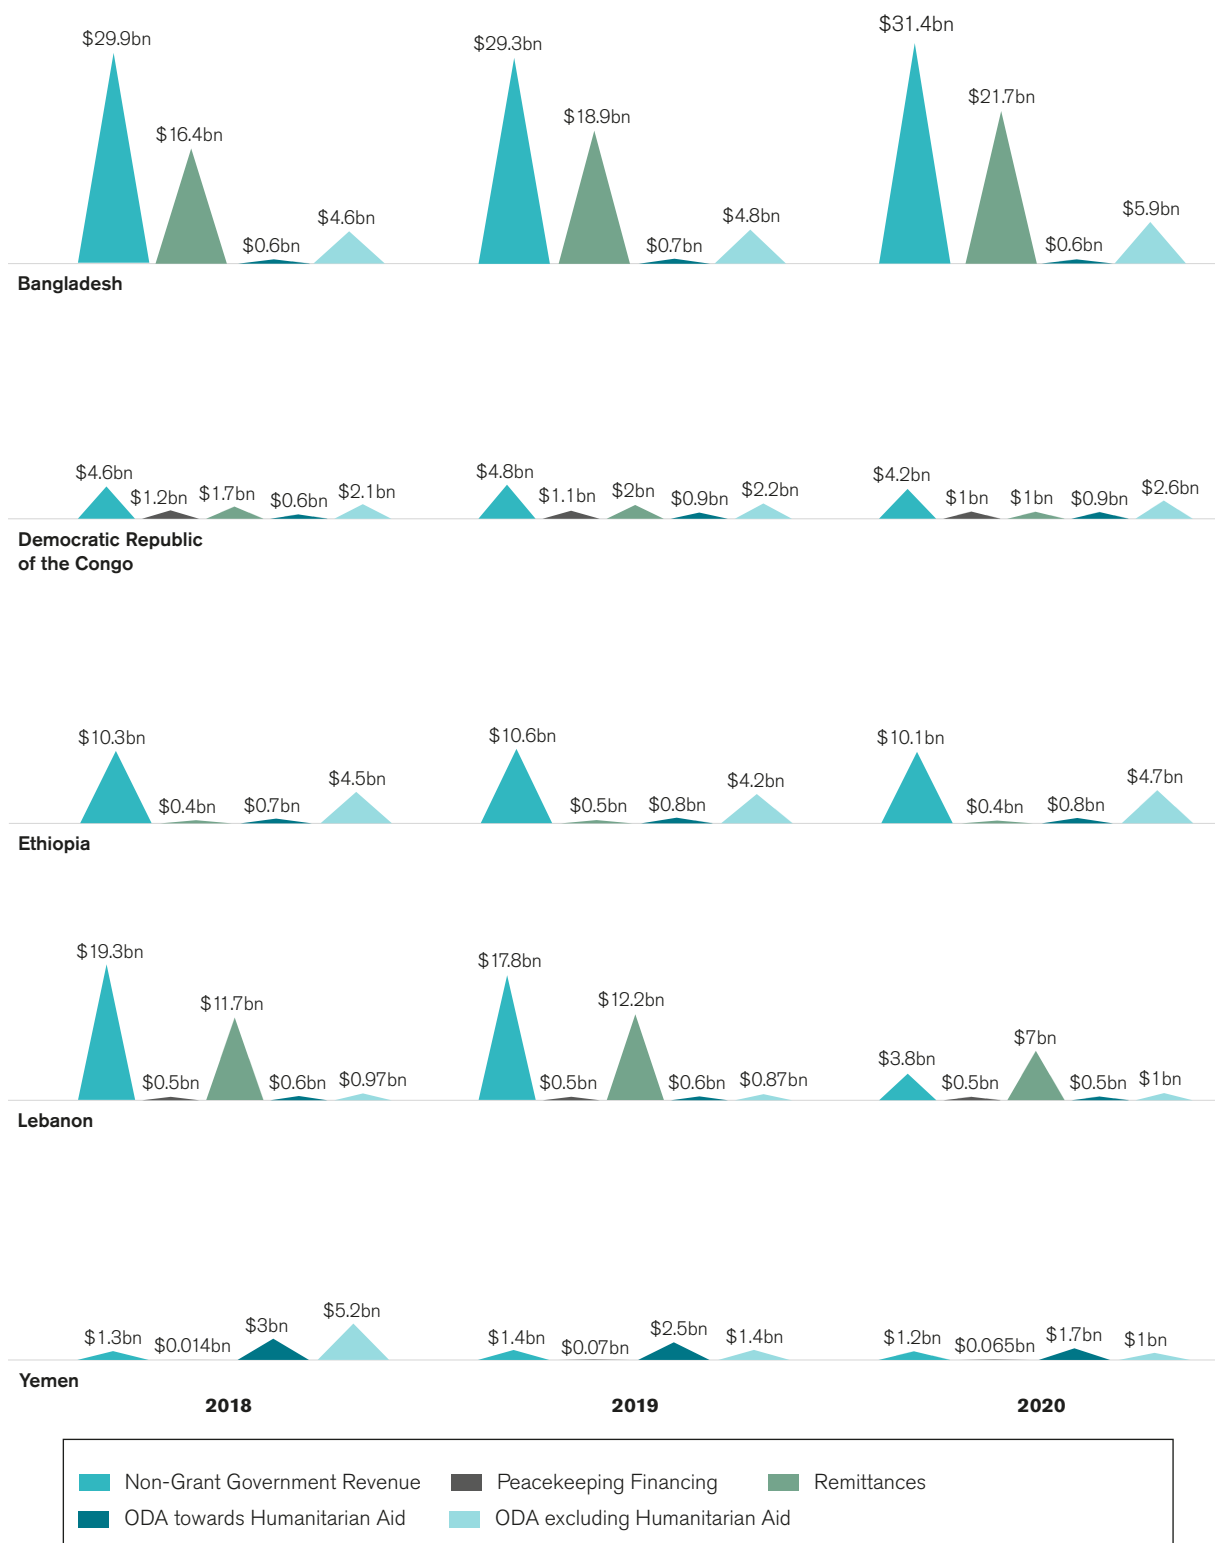 $31.4bn
$29.9bn
$29.3bn
$21.7bn
$18.9bn
$16.4bn
$5.9bn
$4.6bn
$4.8bn
$0.6bn
$0.7bn
$0.6bn
Bangladesh
$4.6bn
$1.2bn
$1.7bn
$0.6bn
$2.1bn
$4.8bn
$1.1bn
$2bn
$0.9bn
$2.2bn
$4.2bn
$1bn
$1bn
$0.9bn
$2.6bn
Democratic Republic
of the Congo
$10.3bn
$0.4bn
$0.7bn
$4.5bn
$10.6bn
$0.5bn
$0.8bn
$4.2bn
$10.1bn
$0.4bn
$0.8bn
$4.7bn
Ethiopia
$19.3bn
$0.5bn
$11.7bn
$0.6bn
$0.97bn
$17.8bn
$0.5bn
$12.2bn
$0.6bn
$0.87bn
$3.8bn
$0.5bn
$7bn
$0.5bn
$1bn
Lebanon
$1.3bn
$0.014bn
$3bn
$5.2bn
$1.4bn
$0.07bn
$2.5bn
$1.4bn
$1.2bn
$0.065bn
$1.7bn
$1bn
Yemen
2018 2019 2020
Non-Grant Government Revenue Peacekeeping Financing Remittances
ODA towards Humanitarian Aid ODA excluding Humanitarian Aid